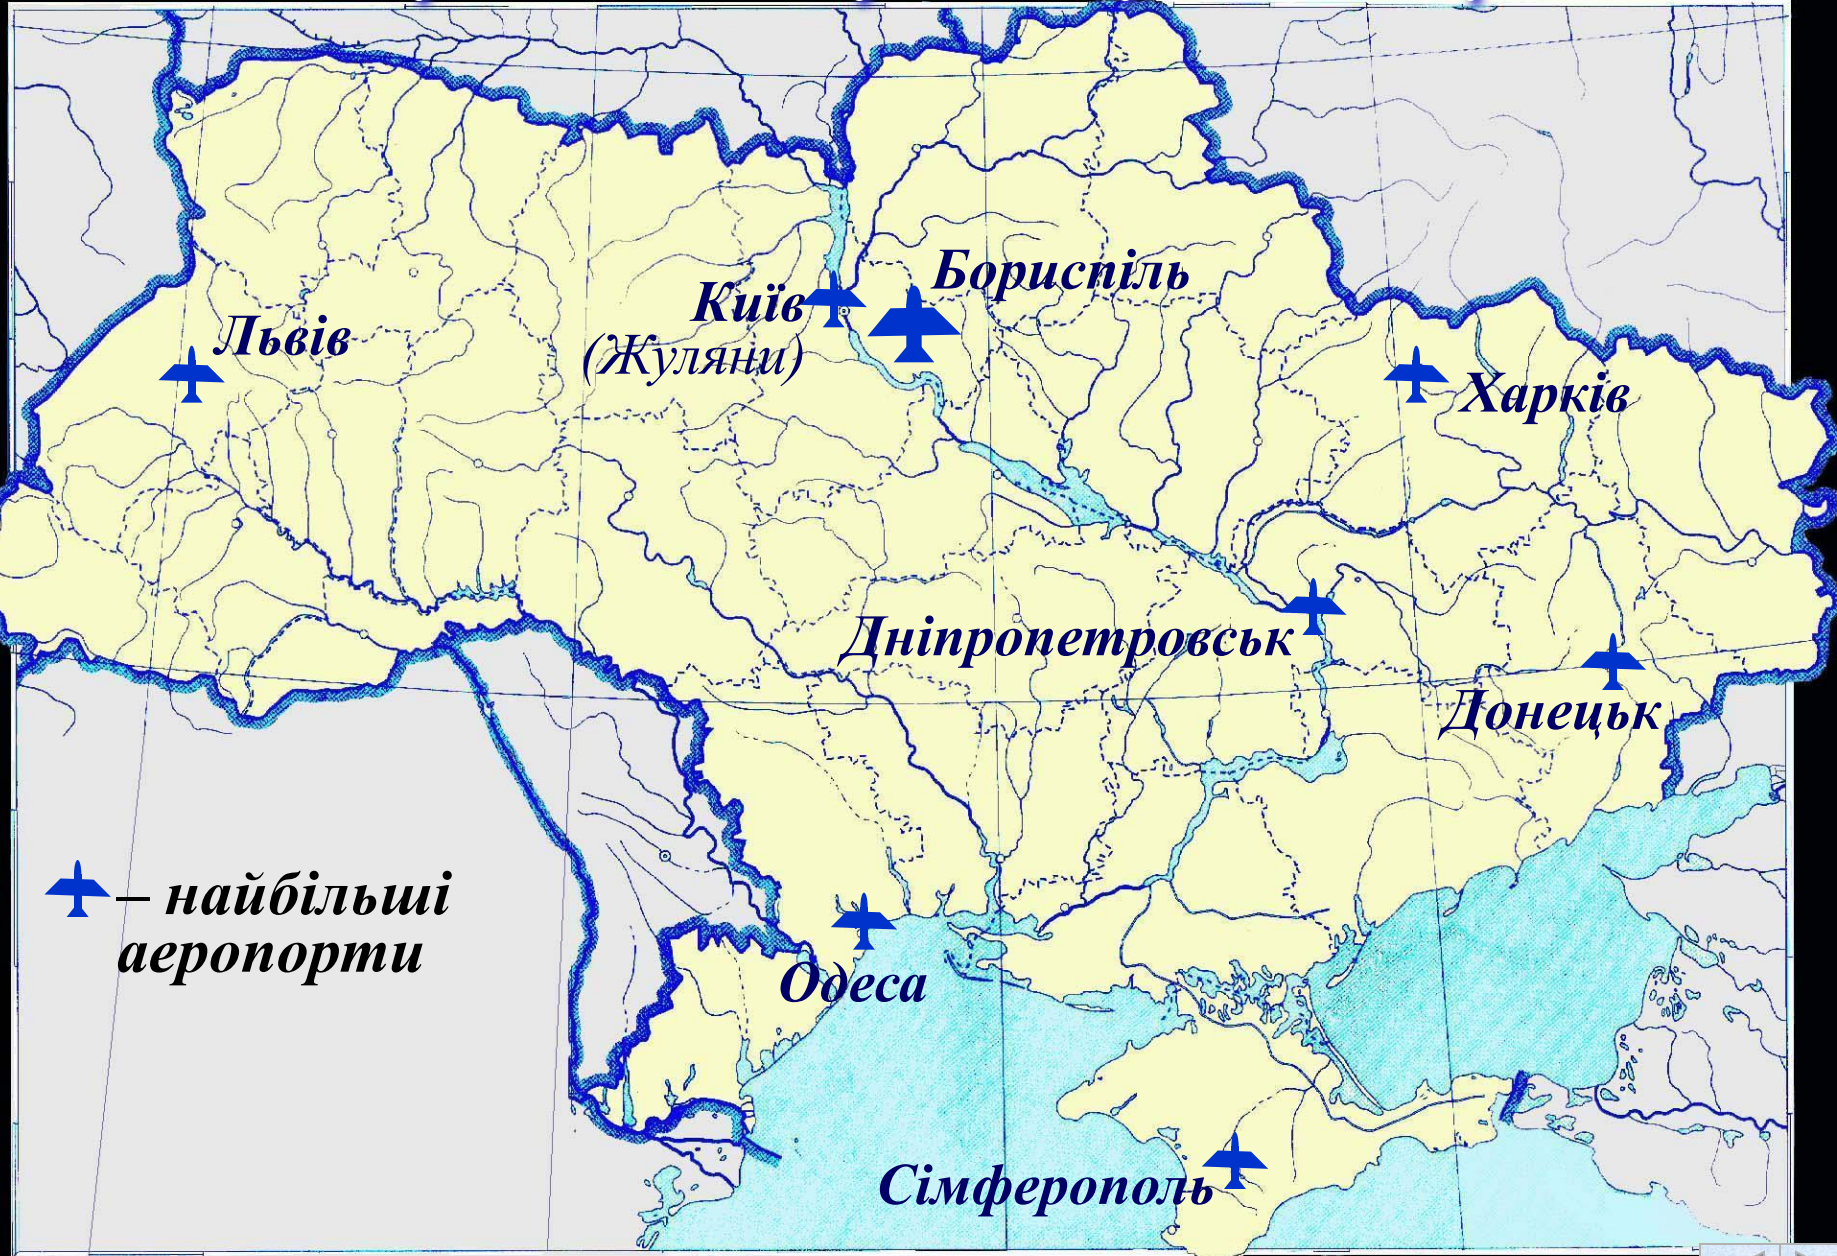 Бориспіль
Київ
(Жуляни)
Львів
Харків
Дніпропетровськ
Донецьк
– найбільші
аеропорти
Одеса
Сімферополь